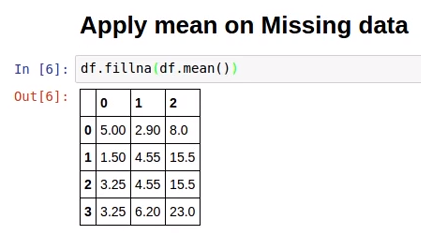 Apply mean on Missing data
In [6]: df.fillna(df.mean())
Out[6]:
0 1 2
0 5.00 2.90 8.0
1 1.50 4.55 15.5
2 3.25 4.55 15.5
3 3.25 6.20 23.0